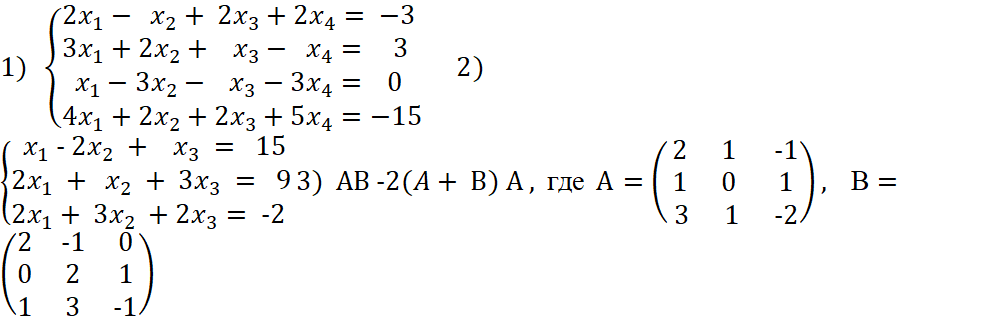 2x₁ − x₂ + 2x₃ + 2x₄ = −3
3x₁ + 2x₂ + x₃ − x₄ = 3
1) 2)
x₁ − 3x₂ − x₃ − 3x₄ = 0
4x₁ + 2x₂ + 2x₃ + 5x₄ = −15
x₁ - 2x₂ + x₃ = 15
2 1 -1
2x₁ + x₂ + 3x₃ = 9 3) AB -2(A + B) A , где A = 1 0 1 , B =
2x₁ + 3x₂ + 2x₃ = -2
3 1 -2
2 -1 0
0 2 1
1 3 -1